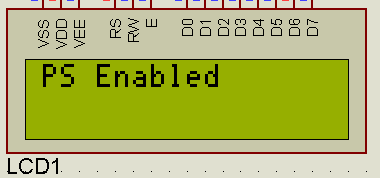 VSS VDD VEE RS RW E D0 D1 D2 D3 D4 D5 D6 D7
PS Enabled
LCD1